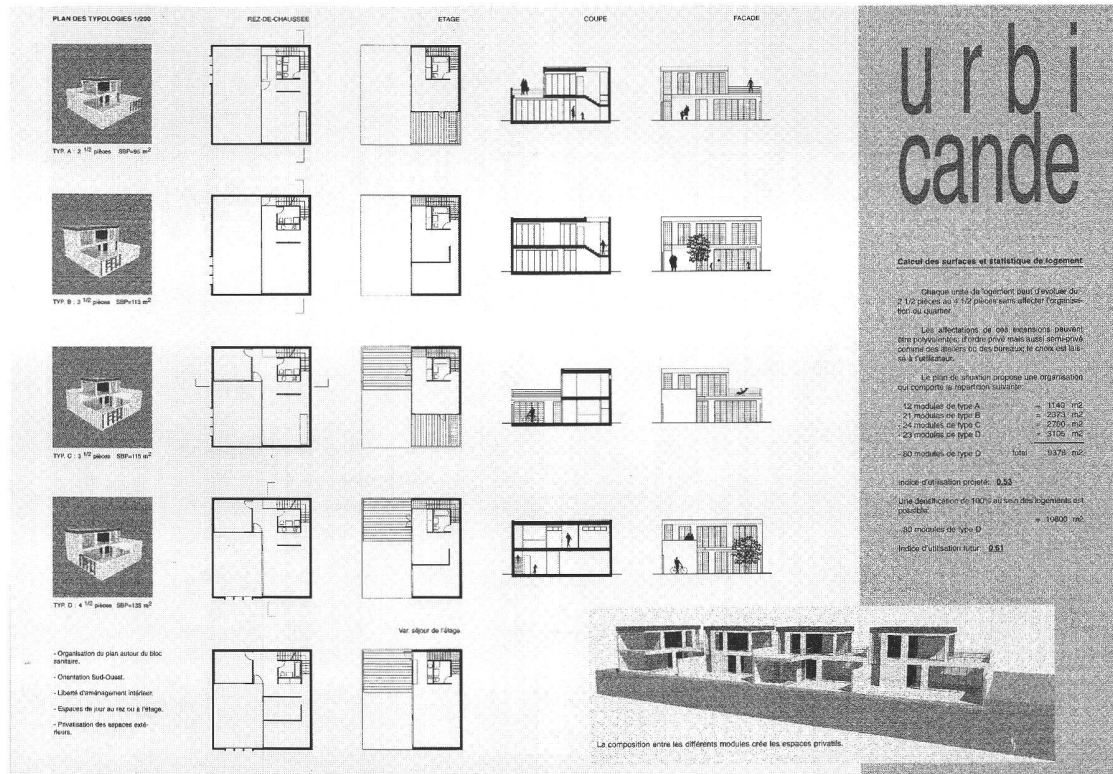 PLAN DES TYPOLOGIES 1/200
REZ-DE-CHAUSSEE
ETAGE
COUPE
FACADE
urbi
cande
TYP. A : 2 1/2 pièces SBP=95 m2
TYP. B : 3 1/2 pièces SBP=113 m2
TYP. C : 3 1/2 pièces SBP=115 m2
TYP. D : 4 1/2 pièces SBP=135 m2
Var. séjour de l'étage
- Organisation du plan autour du bloc
sanitaire.
- Orientation Sud-Ouest.
- Liberté d'aménagement intérieur.
- Espaces de jour au rez ou à l'étage.
- Privatisation des espaces exté-
rieurs.
Calcul des surfaces et statistique de logement
Chaque unité de logement peut d'évoluer du
2 1/2 pièces au 4 1/2 pièces sans affecter l'organisa-
tion du quartier.
Les affectations de ces expansions peuvent
être polyvalentes: d'ordre privé mais aussi semi-privé
comme des ateliers ou des bureaux; le choix est lais-
sé à l'utilisateur.
Le plan de situation propose une organisation
qui comporte la répartition suivante:
- 12 modules de type A = 1140 m2
- 21 modules de type B = 2373 m2
- 24 modules de type C = 2760 m2
- 23 modules de type D = 3105 m2
- 80 modules de type D total 9378 m2
Indice d'utilisation projeté: 0.53
Une densification de 100% au sein des logements est
possible:
= 10800 m2
- 80 modules de type D
Indice d'utilisation futur : 0.61
La composition entre les différents modules crée les espaces privatifs.